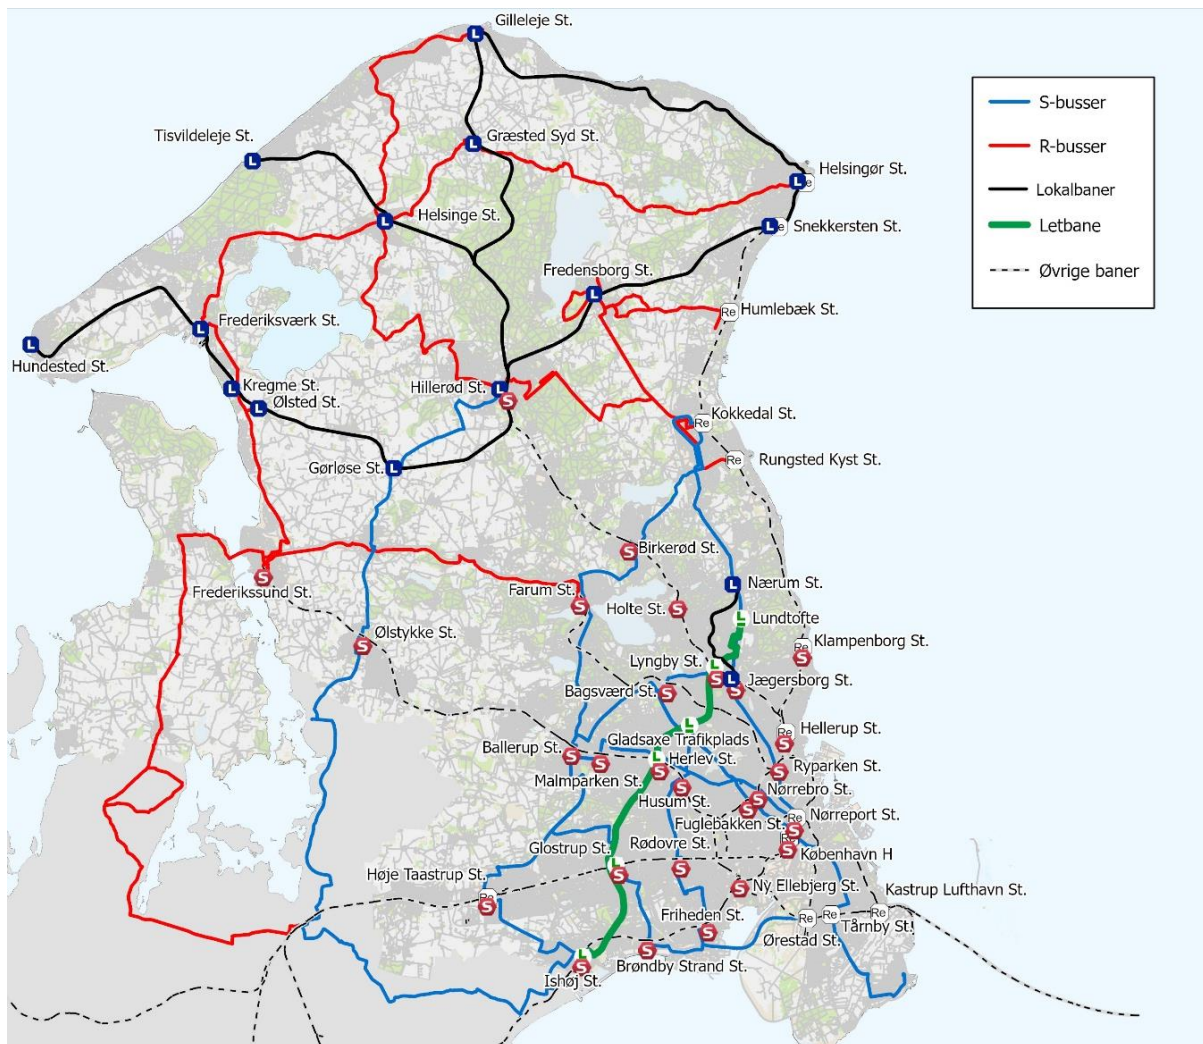 Gilleleje St.
Tisvildeleje St.
Græsted Syd St.
Helsingør St.
Helsinge St.
Snekkersten St.
Fredensborg St.
Humlebæk St.
Frederiksværk St.
Hundested St.
Kregme St.
Ølsted St.
Hillerød St.
Kokkedal St.
Gørløse St.
Rungsted Kyst St.
Birkerød St.
Frederikssund St.
Farum St.
Holte St.
Nærum St.
Lundtofte
Ølstykke St.
Klampenborg St.
Lyngby St.
Jægersborg St.
Bagsværd St.
Hellerup St.
Gladsaxe Trafikplads
Ballerup St.
Herlev St.
Ryparken St.
Malmparken St.
Husum St.
Nørrebro St.
Fuglebakken St.
Nørreport St.
Glostrup St.
Rødovre St.
København H
Høje Taastrup St.
Ny Ellebjerg St.
Kastrup Lufthavn St.
Friheden St.
Tårnby St.
Ørestad St.
Ishøj St.
Brøndby Strand St.
S-busser
R-busser
Lokalbaner
Letbane
Øvrige baner